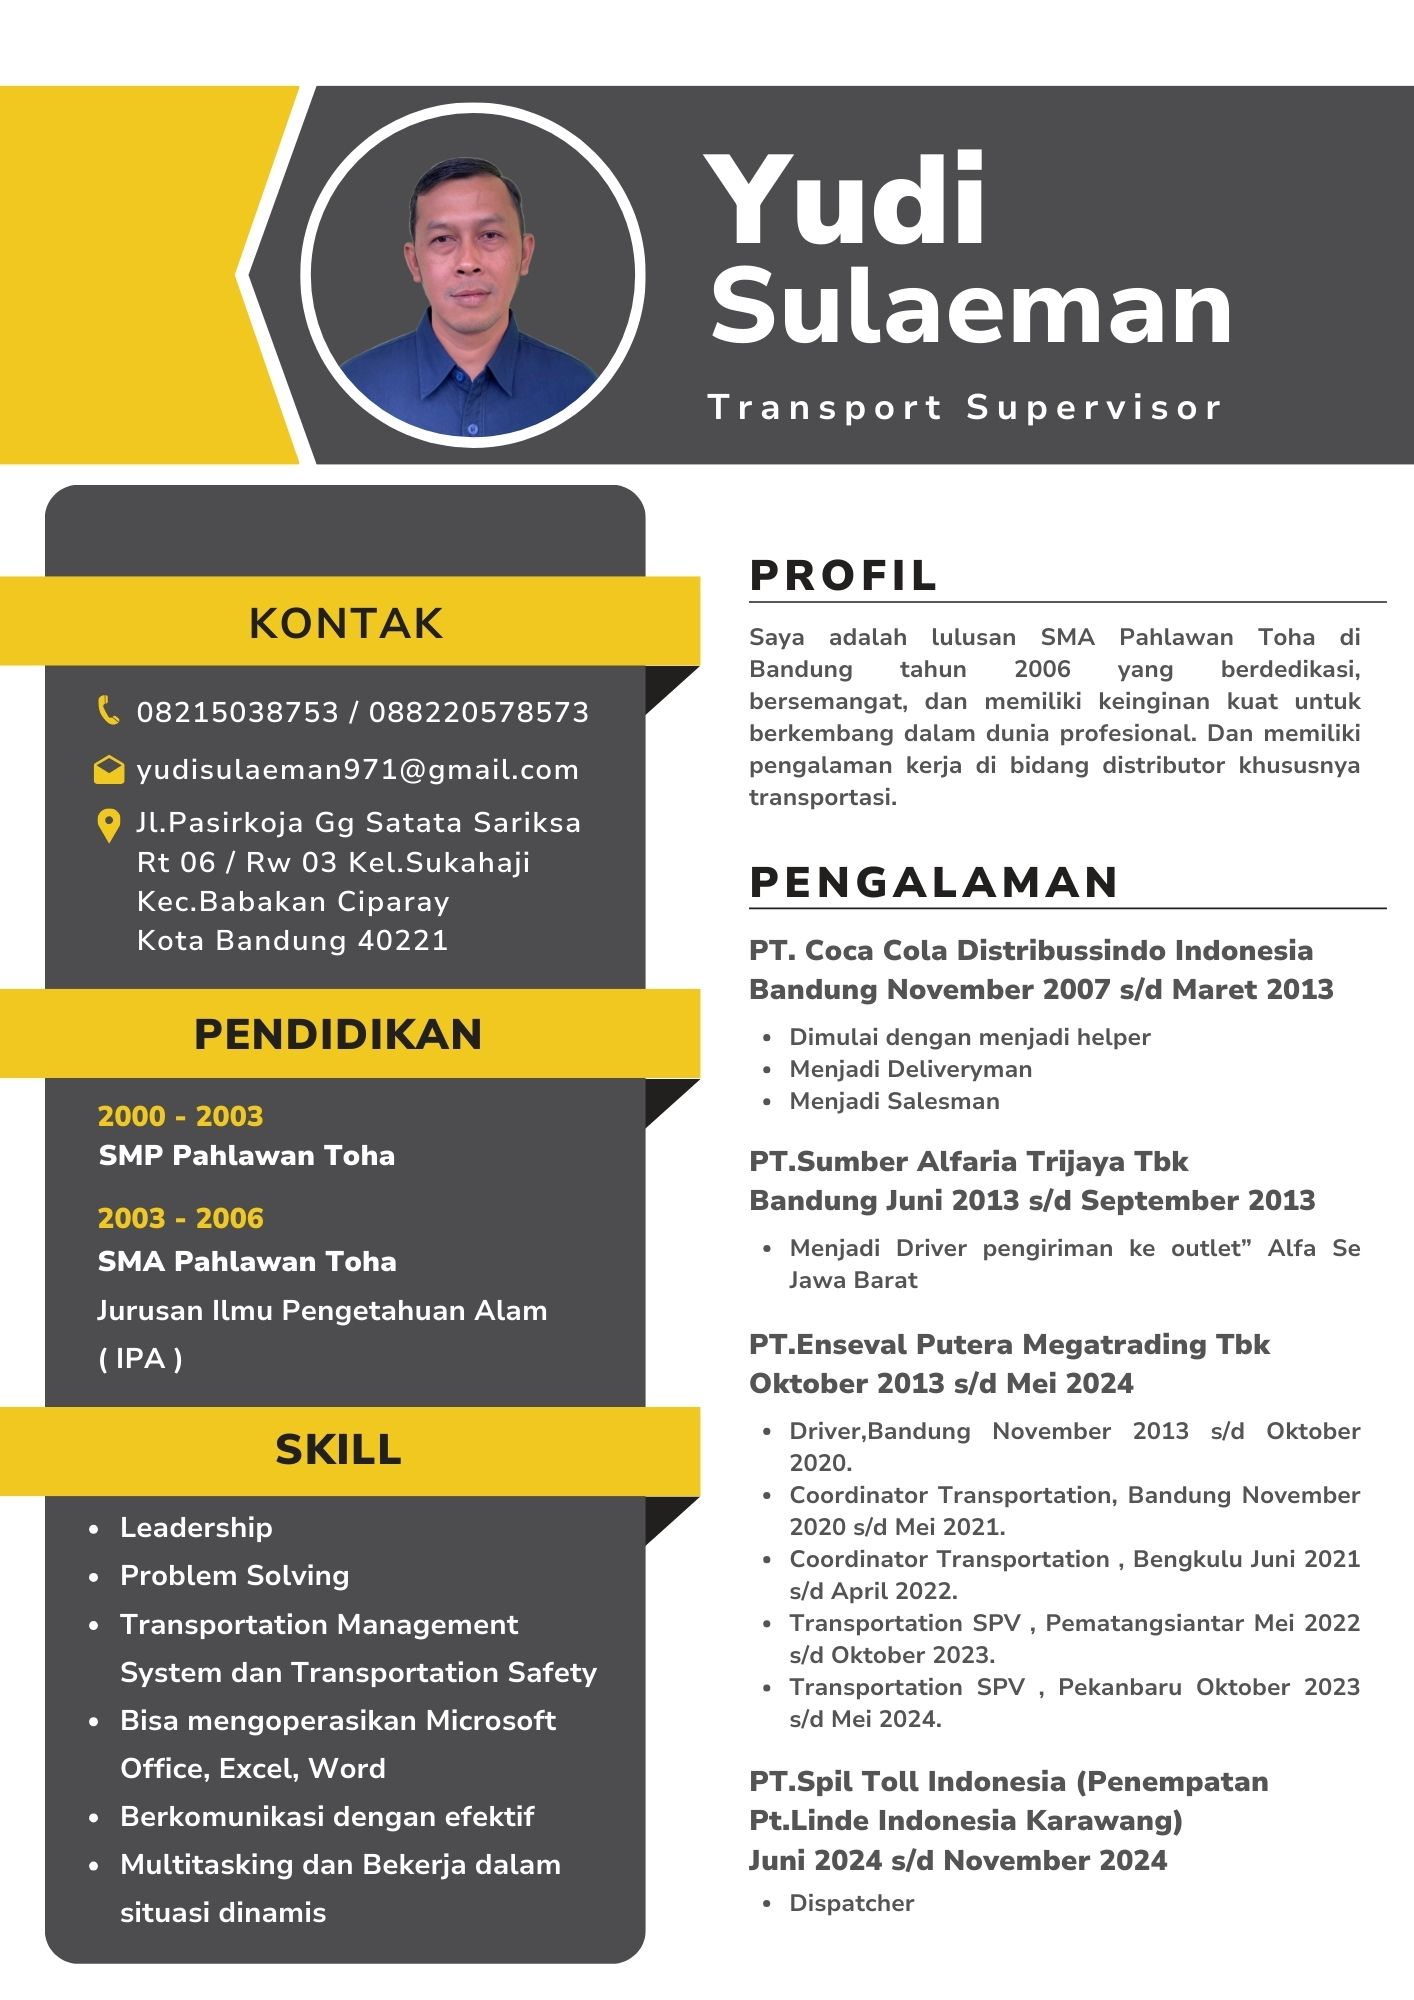 Yudi
Sulaeman
Transport Supervisor
KONTAK
08215038753 / 088220578573
yudisulaeman971@gmail.com
Jl.Pasirkoja Gg Satata Sariksa
Rt 06 / Rw 03 Kel.Sukahaji
Kec.Babakan Ciparay
Kota Bandung 40221
PENDIDIKAN
2000 - 2003
SMP Pahlawan Toha
2003 - 2006
SMA Pahlawan Toha
Jurusan Ilmu Pengetahuan Alam
( IPA )
SKILL
• Leadership
• Problem Solving
• Transportation Management
System dan Transportation Safety
• Bisa mengoperasikan Microsoft
Office, Excel, Word
• Berkomunikasi dengan efektif
• Multitasking dan Bekerja dalam
situasi dinamis
PROFIL
Saya adalah lulusan SMA Pahlawan Toha di
Bandung tahun 2006 yang berdedikasi,
bersemangat, dan memiliki keinginan kuat untuk
berkembang dalam dunia profesional. Dan memiliki
pengalaman kerja di bidang distributor khususnya
transportasi.
PENGALAMAN
PT. Coca Cola Distribussindo Indonesia
Bandung November 2007 s/d Maret 2013
• Dimulai dengan menjadi helper
• Menjadi Deliveryman
• Menjadi Salesman
PT.Sumber Alfaria Trijaya Tbk
Bandung Juni 2013 s/d September 2013
• Menjadi Driver pengiriman ke outlet” Alfa Se
Jawa Barat
PT.Enseval Putera Megatrading Tbk
Oktober 2013 s/d Mei 2024
• Driver,Bandung November 2013 s/d Oktober
2020.
• Coordinator Transportation, Bandung November
2020 s/d Mei 2021.
• Coordinator Transportation , Bengkulu Juni 2021
s/d April 2022.
• Transportation SPV , Pematangsiantar Mei 2022
s/d Oktober 2023.
• Transportation SPV , Pekanbaru Oktober 2023
s/d Mei 2024.
PT.Spil Toll Indonesia (Penempatan
Pt.Linde Indonesia Karawang)
Juni 2024 s/d November 2024
• Dispatcher